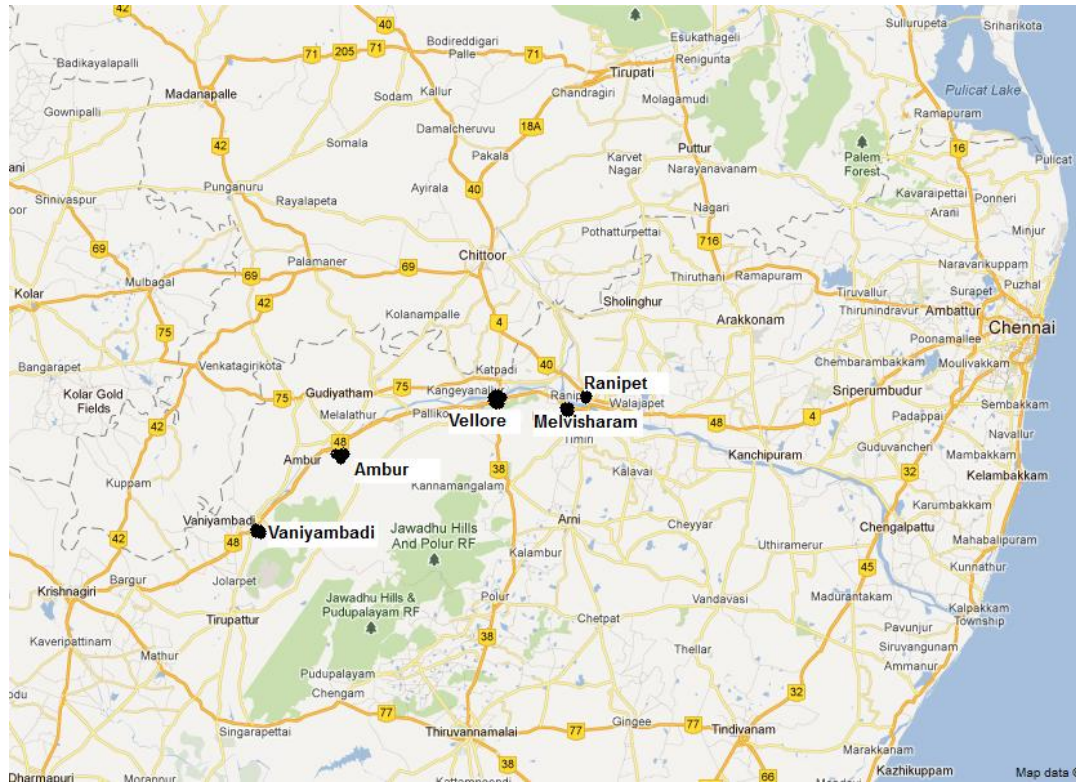 42
40
Sullurupeta
Sriharikota
Esukathageli
Bodireddigari
Palle
71
205
71
71
Renigunta
Badikayalapalli
Tirupati
Madanapalle
Kallur
Chandragiri
Pulicat Lake
Sodam
Molagamudi
Gownipalli
Ramapuram
Damalcheruvu
18A
42
Somala
Puttur
16
Pakala
Karvet
Nagar
Narayanavanam
Palem
Forest
Pulicat
Punganuru
40
Ayirala
Kavaraipettai
Srinivaspur
Rayalapeta
Nagari
Ponneri
Arani
Pothatturpettai
Minjur
69
Chittoor
716
Palamaner
69
Naravarikuppam
69
Thiruthani
Ramapuram
Mulbagal
Surapet
Puzhal
Kolar
42
Sholinghur
Tiruvallur
Thirunindravur
Ambattur
Kolanampalle
4
Arakkonam
Chennai
75
Poonamallee
Bangarapet
Venkatagirikota
40
Chembarambakkam
Moulivakkam
Katpadi
Ranipet
Kolar Gold
Fields
75
Gudiyatham
75
Kangeyanall
Ranip
Walajapet
Sriperumbudur
Sembakkam
Melalathur
Palliko
Vellore
Melvisharam
48
4
Padappai
Navallur
42
48
Timiri
Guduvancheri
Mambakkam
Ambur
Ambur
38
Kanchipuram
32
Kelambakkam
Kuppam
Kannamangalam
Kalavai
Karumbakkam
Vaniyambadi
Vaniyambadi
Jawadhu Hills
And Polur RF
Arni
Cheyyar
Chengalpattu
42
48
Mahabalipuram
Kalambur
Uthiramerur
Jolarpet
Kunnathur
Krishnagiri
Bargur
45
Jawadhu Hills &
Pudupalayam RF
Polur
Vandavasi
Madurantakam
Kalpakkam
Township
Tirupattur
Chetpat
Kaveripattinam
38
Pavunjur
Siruvangunam
Mathur
Thellar
Ammanur
Pudupalayam
Chengam
32
77
Gingee
Singarapettai
77
77
Tindivanam
Thiruvannamalai
Marakkanam
38
Kazhikuppam
66
Dharmapuri
Map data ©